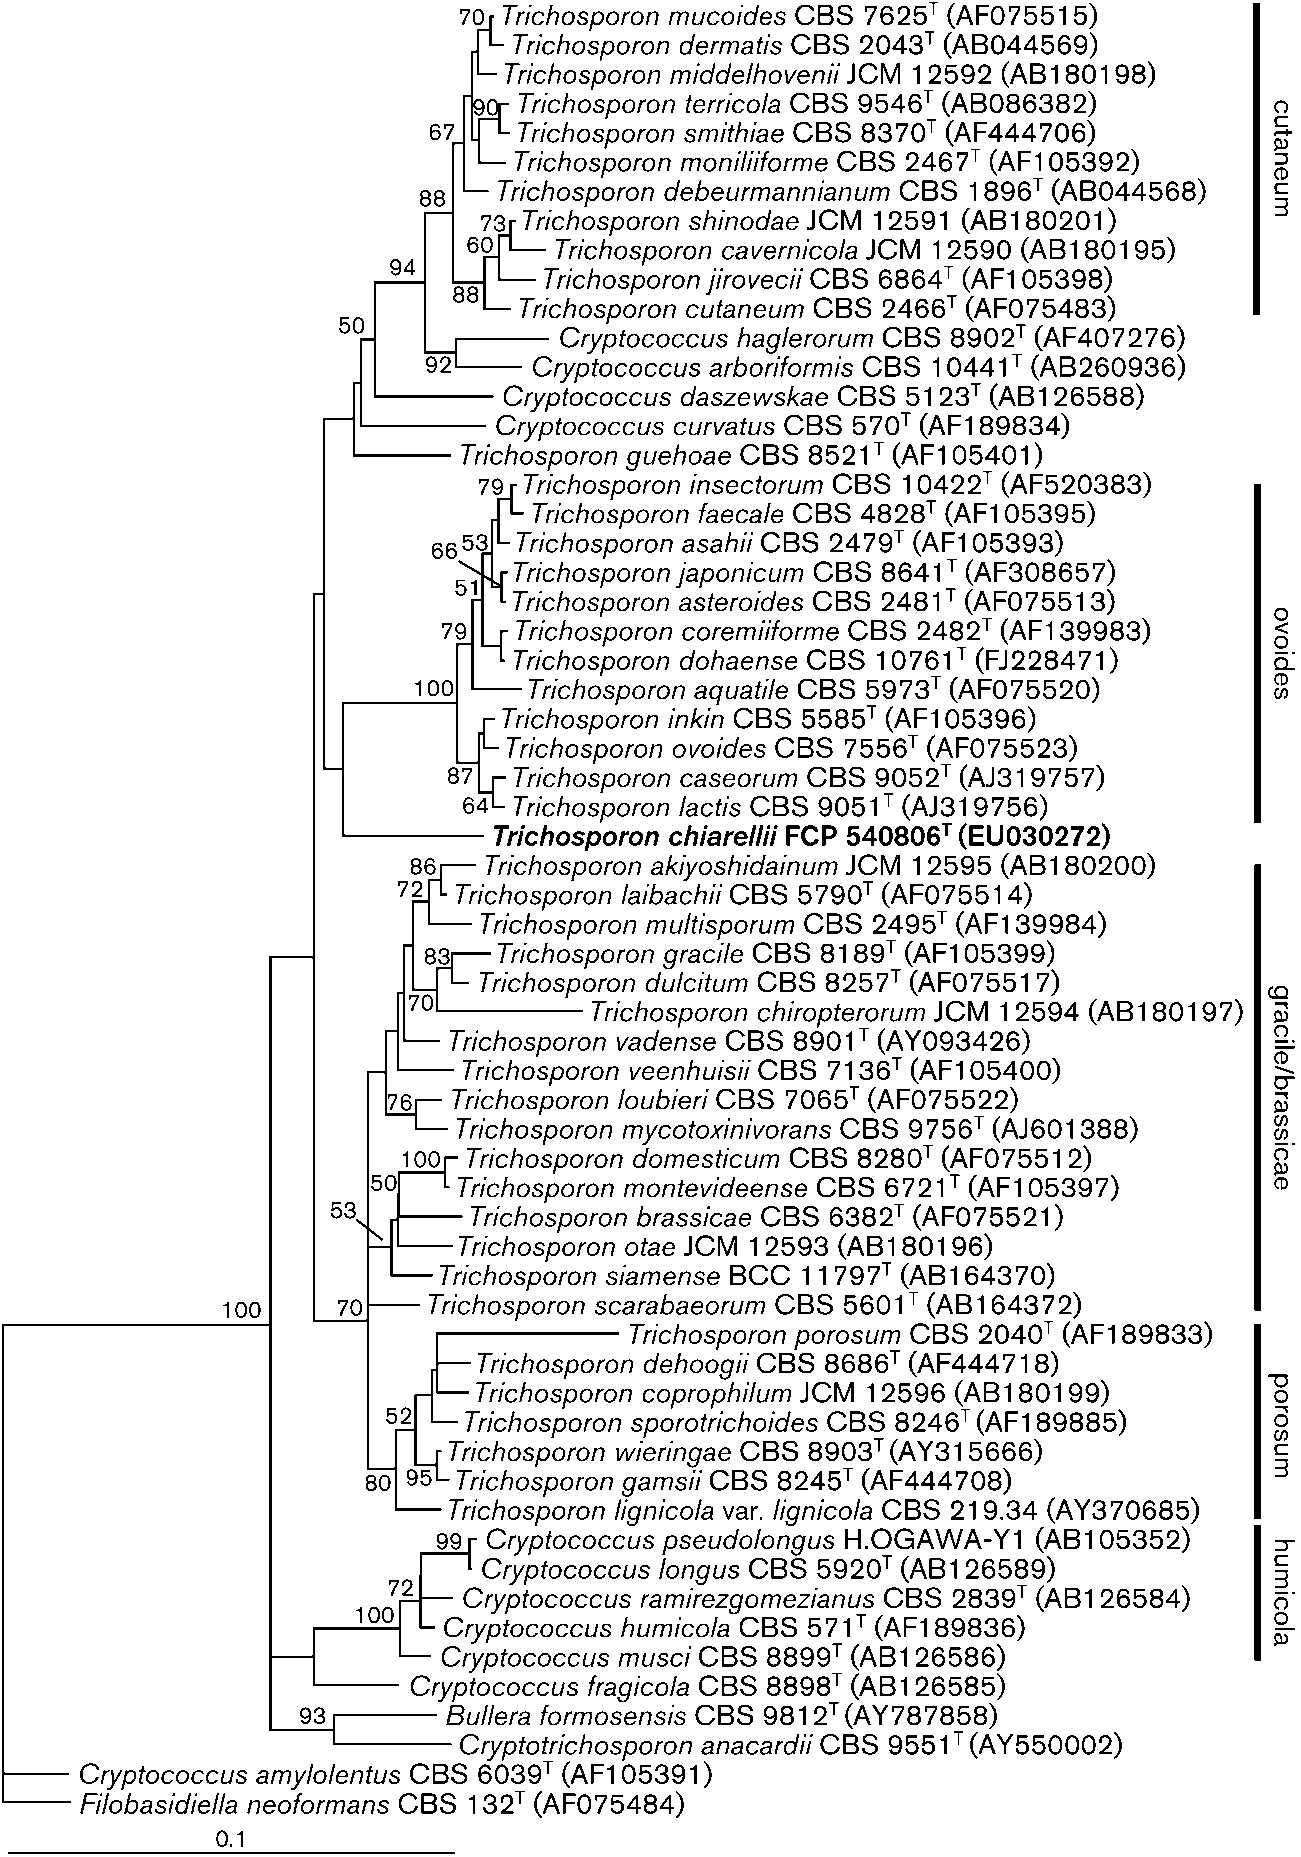 70
Trichosporon mucoides CBS 7625ᵀ (AF075515)
Trichosporon dermatis CBS 2043ᵀ (AB044569)
Trichosporon middelhovenii JCM 12592 (AB180198)
90
Trichosporon terricola CBS 9546ᵀ (AB086382)
67
Trichosporon smithiae CBS 8370ᵀ (AF444706)
Trichosporon moniliiforme CBS 2467ᵀ (AF105392)
Trichosporon debeurmannianum CBS 1896ᵀ (AB044568)
cutaneum
88
73
Trichosporon shinodae JCM 12591 (AB180201)
60
Trichosporon cavernicola JCM 12590 (AB180195)
94
Trichosporon jirovecii CBS 6864ᵀ (AF105398)
88
Trichosporon cutaneum CBS 2466ᵀ (AF075483)
50
Cryptococcus haglerorum CBS 8902ᵀ (AF407276)
92
Cryptococcus arboriformis CBS 10441ᵀ (AB260936)
Cryptococcus daszewskae CBS 5123ᵀ (AB126588)
Cryptococcus curvatus CBS 570ᵀ (AF189834)
Trichosporon guehoae CBS 8521ᵀ (AF105401)
79
Trichosporon insectorum CBS 10422ᵀ (AF520383)
Trichosporon faecale CBS 4828ᵀ (AF105395)
66
53
Trichosporon asahii CBS 2479ᵀ (AF105393)
Trichosporon japonicum CBS 8641ᵀ (AF308657)
51
Trichosporon asteroides CBS 2481ᵀ (AF075513)
79
Trichosporon coremiiforme CBS 2482ᵀ (AF139983)
Trichosporon dohaense CBS 10761ᵀ (FJ228471)
ovoides
100
Trichosporon aquatile CBS 5973ᵀ (AF075520)
Trichosporon inkin CBS 5585ᵀ (AF105396)
Trichosporon ovoides CBS 7556ᵀ (AF075523)
87
Trichosporon caseorum CBS 9052ᵀ (AJ319757)
64
Trichosporon lactis CBS 9051ᵀ (AJ319756)
Trichosporon chiarellii FCP 540806ᵀ (EU030272)
86
Trichosporon akiyoshidainum JCM 12595 (AB180200)
72
Trichosporon laibachii CBS 5790ᵀ (AF075514)
Trichosporon multisporum CBS 2495ᵀ (AF139984)
83
Trichosporon gracile CBS 8189ᵀ (AF105399)
Trichosporon dulcitum CBS 8257ᵀ (AF075517)
70
Trichosporon chiropterorum JCM 12594 (AB180197)
Trichosporon vadense CBS 8901ᵀ (AY093426)
Trichosporon veenhuisii CBS 7136ᵀ (AF105400)
gracile/brassicae
76
Trichosporon loubieri CBS 7065ᵀ (AF075522)
Trichosporon mycotoxinivorans CBS 9756ᵀ (AJ601388)
100
Trichosporon domesticum CBS 8280ᵀ (AF075512)
50
Trichosporon montevideense CBS 6721ᵀ (AF105397)
53
Trichosporon brassicae CBS 6382ᵀ (AF075521)
Trichosporon otae JCM 12593 (AB180196)
Trichosporon siamense BCC 11797ᵀ (AB164370)
100
70
Trichosporon scarabaeorum CBS 5601ᵀ (AB164372)
Trichosporon porosum CBS 2040ᵀ (AF189833)
Trichosporon dehoogii CBS 8686ᵀ (AF444718)
Trichosporon coprophilum JCM 12596 (AB180199)
52
Trichosporon sporotrichoides CBS 8246ᵀ (AF189885)
porosum
Trichosporon wieringae CBS 8903ᵀ (AY315666)
80
95
Trichosporon gamsii CBS 8245ᵀ (AF444708)
Trichosporon lignicola var. lignicola CBS 219.34 (AY370685)
99
Cryptococcus pseudolongus H.OGAWA-Y1 (AB105352)
Cryptococcus longus CBS 5920ᵀ (AB126589)
72
Cryptococcus ramirezgomezianus CBS 2839ᵀ (AB126584)
humicola
100
Cryptococcus humicola CBS 571ᵀ (AF189836)
Cryptococcus musci CBS 8899ᵀ (AB126586)
Cryptococcus fragicola CBS 8898ᵀ (AB126585)
93
Bullera formosensis CBS 9812ᵀ (AY787858)
Cryptotrichosporon anacardii CBS 9551ᵀ (AY550002)
Cryptococcus amylolentus CBS 6039ᵀ (AF105391)
Filobasidiella neoformans CBS 132ᵀ (AF075484)
0.1